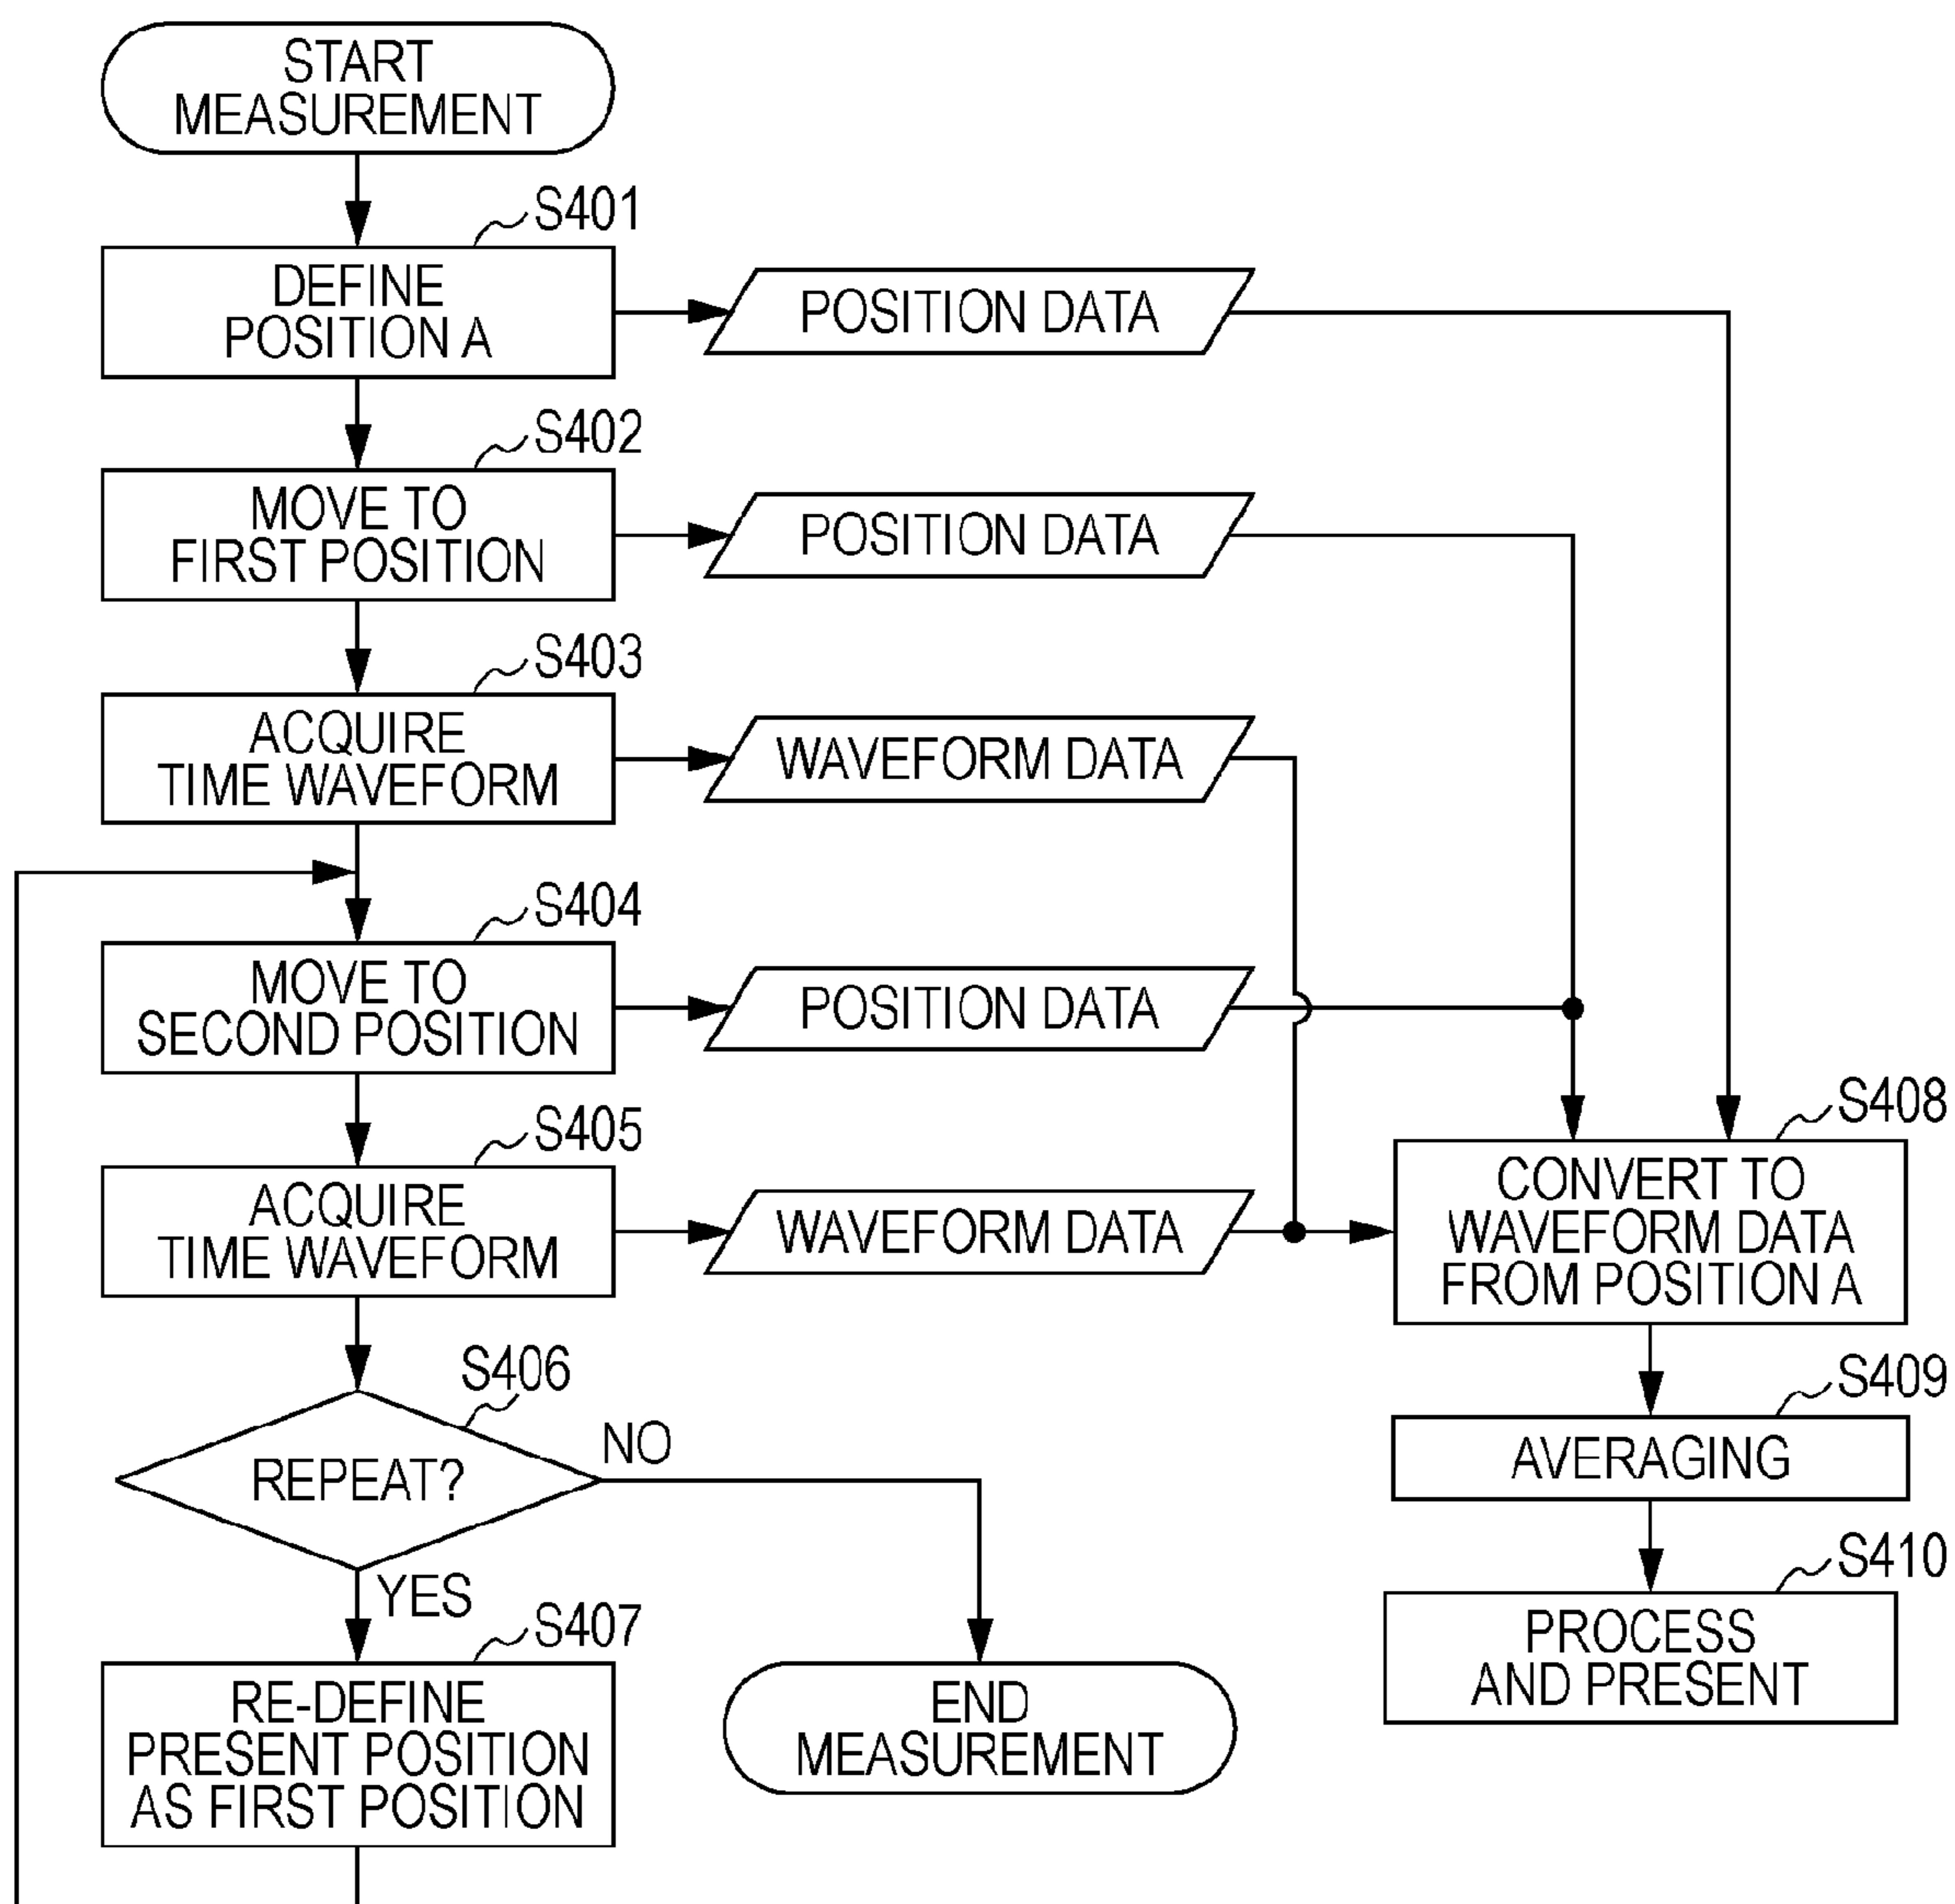 START
MEASUREMENT
S401
DEFINE
POSITION A
POSITION DATA
S402
MOVE TO
FIRST POSITION
POSITION DATA
S403
ACQUIRE
TIME WAVEFORM
WAVEFORM DATA
S404
MOVE TO
SECOND POSITION
POSITION DATA
S405
ACQUIRE
TIME WAVEFORM
WAVEFORM DATA
S408
CONVERT TO
WAVEFORM DATA
FROM POSITION A
S406
REPEAT?
NO
YES
S409
AVERAGING
S407
RE-DEFINE
PRESENT POSITION
AS FIRST POSITION
END
MEASUREMENT
S410
PROCESS
AND PRESENT